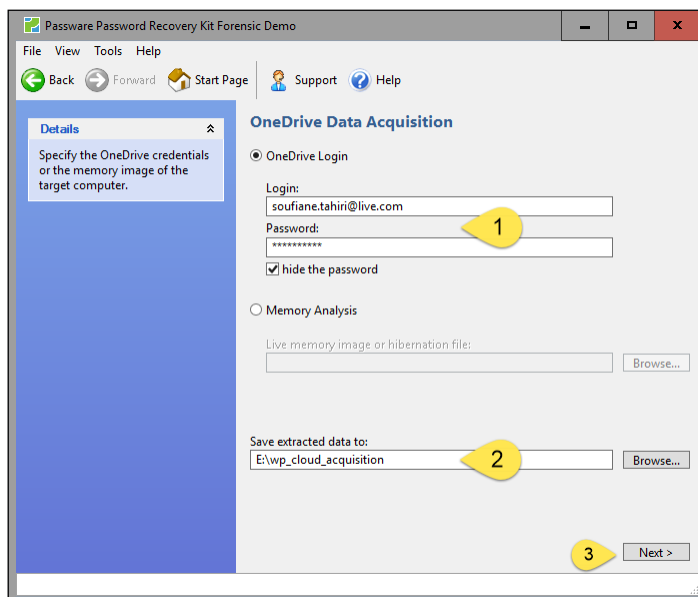 Passware Password Recovery Kit Forensic Demo
x
File View Tools Help
Back Forward Start Page Support Help
Details
Specify the OneDrive credentials
or the memory image of the
target computer.
OneDrive Data Acquisition
OneDrive Login
Login:
soufiane.tahiri@live.com
1
Password:
**********
hide the password
Memory Analysis
Live memory image or hibernation file:
Browse...
Save extracted data to:
E:\wp_cloud_acquisition
2
Browse...
3
Next >